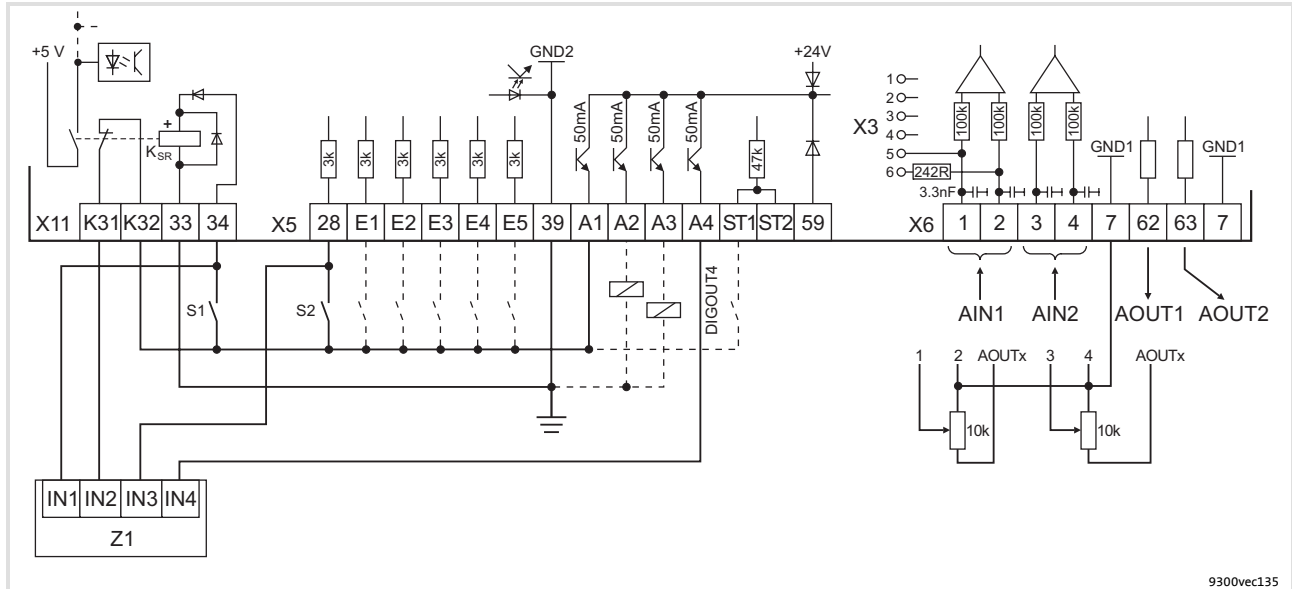 +5 V
GND2
+24V
+
KSR
3k
3k
3k
3k
3k
3k
50mA
50mA
50mA
50mA
47k
X3
1
2
3
4
5
6
242R
3.3nF
100k
100k
100k
100k
GND1
GND1
X11 K31 K32 33 34
X5 28 E1 E2 E3 E4 E5 39 A1 A2 A3 A4 ST1 ST2 59
X6 1 2 3 4 7 62 63 7
S1
S2
DIGOUT4
AIN1 AIN2 AOUT1 AOUT2
1 2 AOUTx 3 4 AOUTx
10k
10k
IN1 IN2 IN3 IN4
Z1
9300vec135